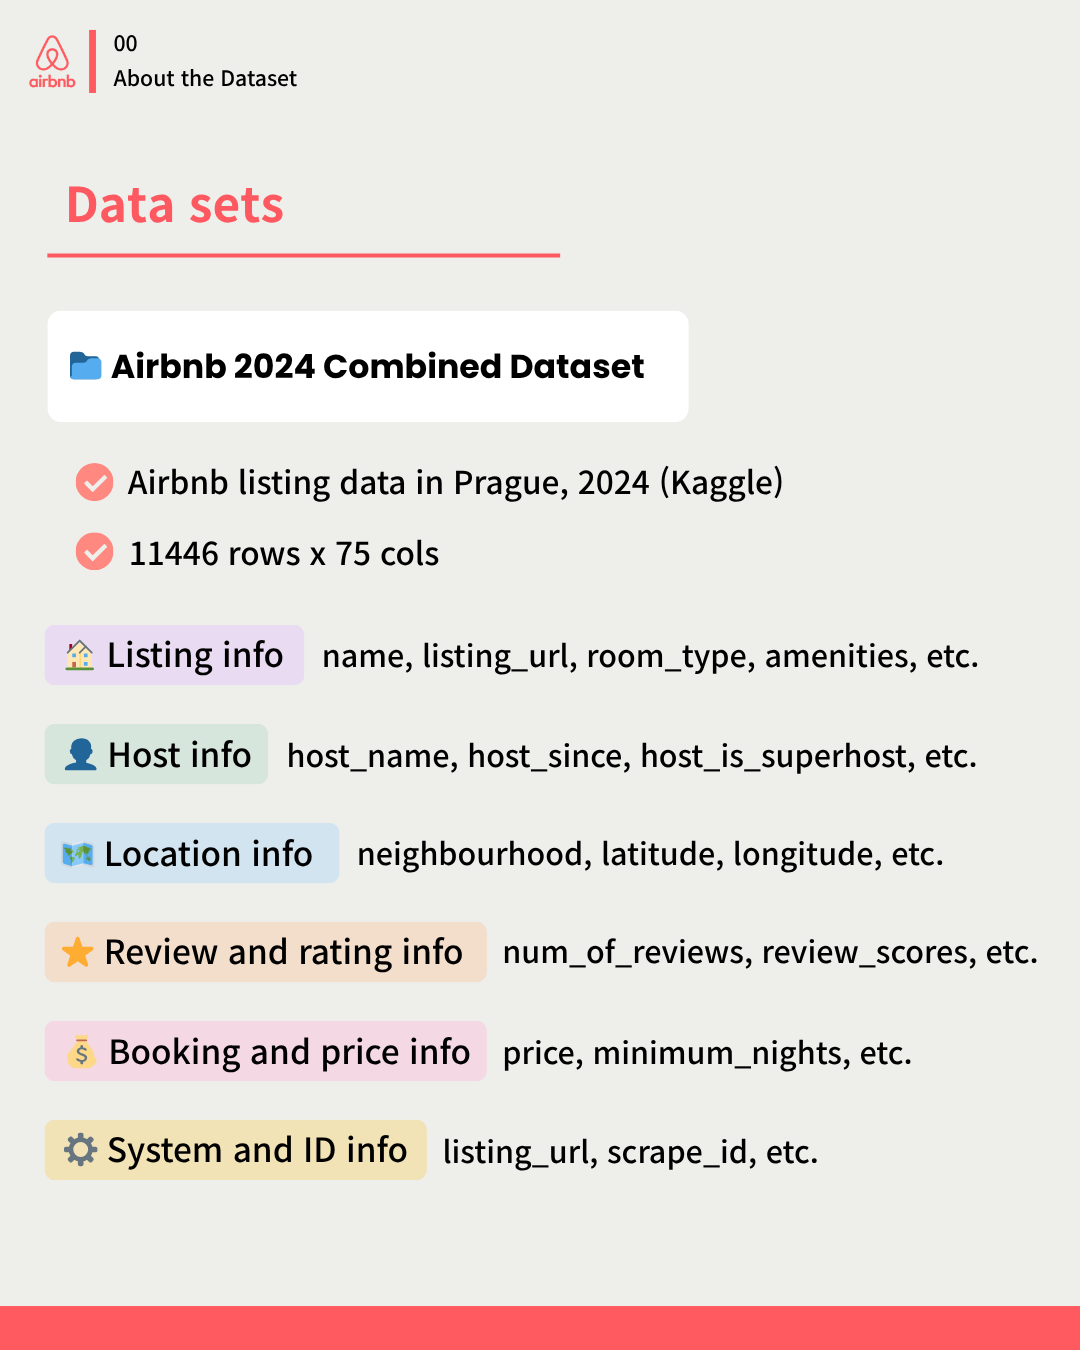 airbnb
00
About the Dataset
Data sets
Airbnb 2024 Combined Dataset
Airbnb listing data in Prague, 2024 (Kaggle)
11446 rows x 75 cols
Listing info name, listing_url, room_type, amenities, etc.
Host info host_name, host_since, host_is_superhost, etc.
Location info neighbourhood, latitude, longitude, etc.
Review and rating info num_of_reviews, review_scores, etc.
Booking and price info price, minimum_nights, etc.
System and ID info listing_url, scrape_id, etc.